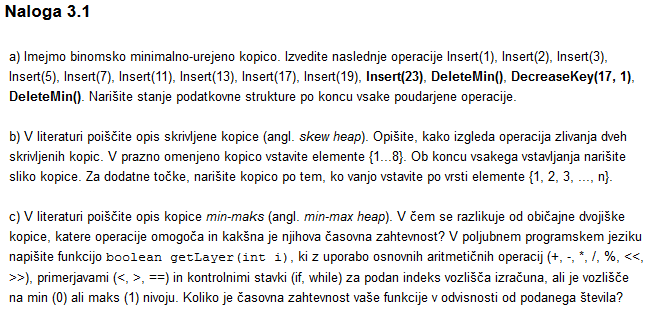 Naloga 3.1
a) Imejmo binomsko minimalno-urejeno kopico. Izvedite naslednje operacije Insert(1), Insert(2), Insert(3),
Insert(5), Insert(7), Insert(11), Insert(13), Insert(17), Insert(19), Insert(23), DeleteMin(), DecreaseKey(17, 1),
DeleteMin(). Narišite stanje podatkovne strukture po koncu vsake poudarjene operacije.
b) V literaturi poiščite opis skrivljene kopice (angl. skew heap). Opišite, kako izgleda operacija zlivanja dveh
skrivljenih kopic. V prazno omenjeno kopico vstavite elemente {1...8}. Ob koncu vsakega vstavljanja narišite
sliko kopice. Za dodatne točke, narišite kopico po tem, ko vanjo vstavite po vrsti elemente {1, 2, 3, ..., n}.
c) V literaturi poiščite opis kopice min-maks (angl. min-max heap). V čem se razlikuje od običajne dvojiške
kopice, katere operacije omogoča in kakšna je njihova časovna zahtevnost? V poljubnem programskem jeziku
napišite funkcijo boolean getLayer(int i), ki z uporabo osnovnih aritmetičnih operacij (+, -, *, /, %, <<,
>>), primerjavami (<, >, ==) in kontrolnimi stavki (if, while) za podan indeks vozlišča izračuna, ali je vozlišče
na min (0) ali maks (1) nivoju. Koliko je časovna zahtevnost vaše funkcije v odvisnosti od podanega števila?